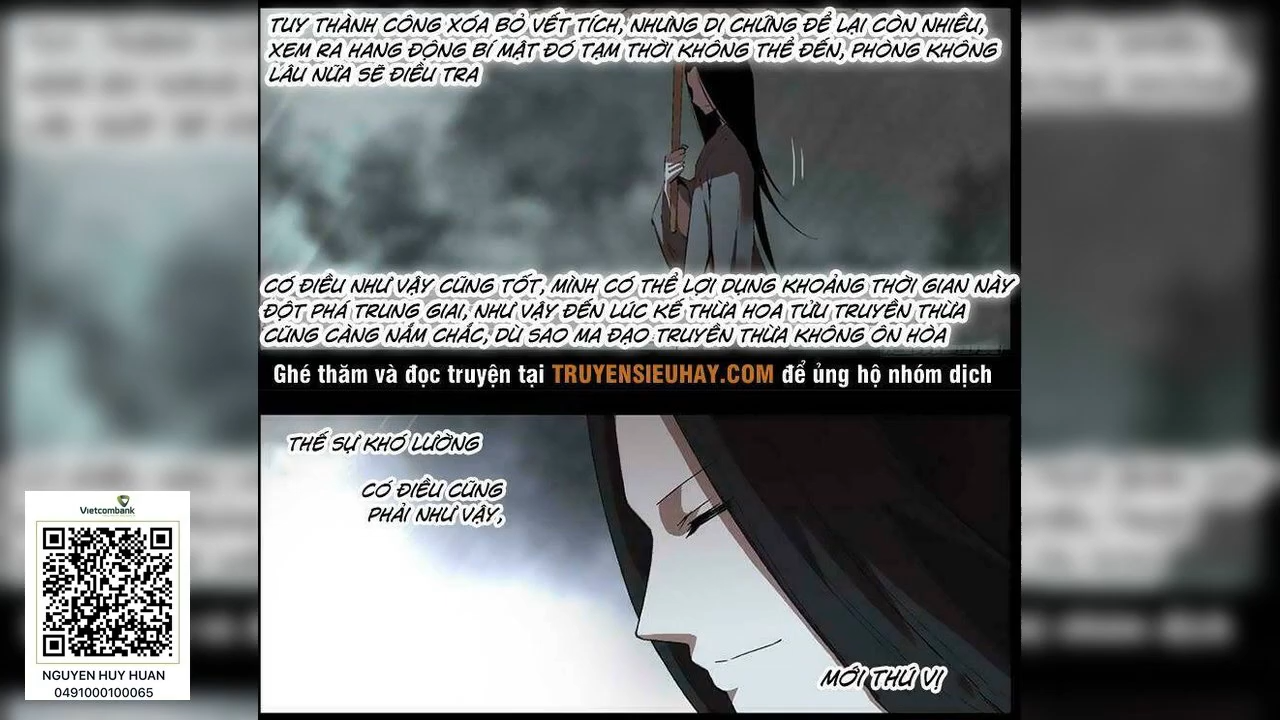 TUY THÀNH CÔNG XÓA BỎ VẾT TÍCH, NHƯNG DI CHỨNG ĐỂ LẠI CÒN NHIỀU,
XEM RA HANG ĐỘNG BÍ MẬT ĐÓ TẠM THỜI KHÔNG THỂ ĐẾN, PHÒNG KHÔNG
LÂU NỮA SẼ ĐIỀU TRA
CÓ ĐIỀU NHƯ VẬY CŨNG TỐT, MÌNH CÓ THỂ LỢI DỤNG KHOẢNG THỜI GIAN NÀY
ĐỘT PHÁ TRUNG GIAI, NHƯ VẬY ĐẾN LÚC KẾ THỪA HOA TỬU TRUYỀN THỪA
CŨNG CÀNG NẮM CHẮC, DÙ SAO MA ĐẠO TRUYỀN THỪA KHÔNG ÔN HÒA
Ghé thăm và đọc truyện tại TRUYENSIEUHAY.COM để ủng hộ nhóm dịch
THẾ SỰ KHÓ LƯỜNG
CÓ ĐIỀU CŨNG
PHẢI NHƯ VẬY,
MỚI THÚ VỊ
Vietcombank
NGUYEN HUY HUAN
0491000100065